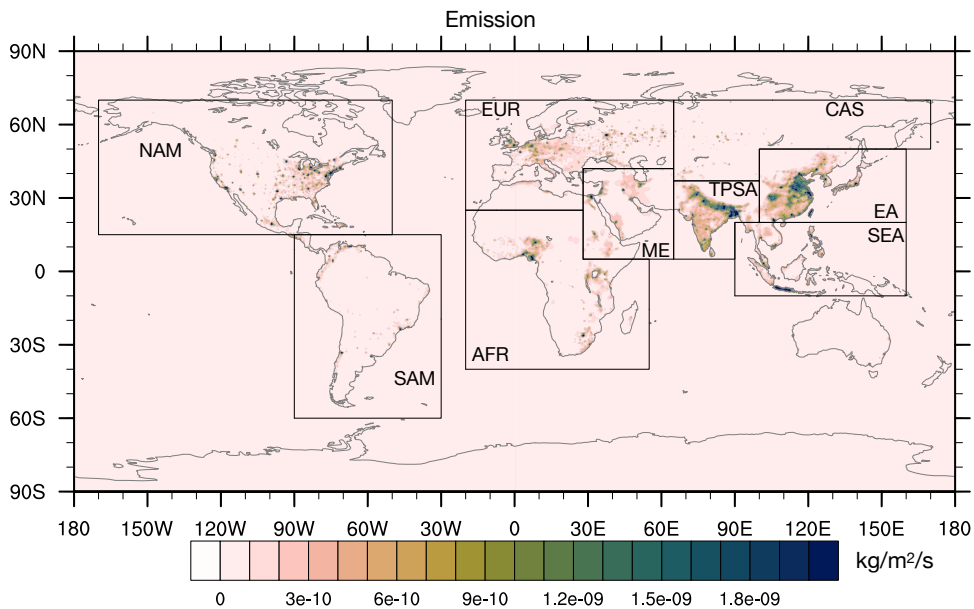 Emission
90N
60N
30N
0
30S
60S
90S
NAM
EUR
CAS
TPSA
EA
SEA
ME
AFR
SAM
180 150W 120W 90W 60W 30W 0 30E 60E 90E 120E 150E 180
kg/m²/s
0 3e-10 6e-10 9e-10 1.2e-09 1.5e-09 1.8e-09